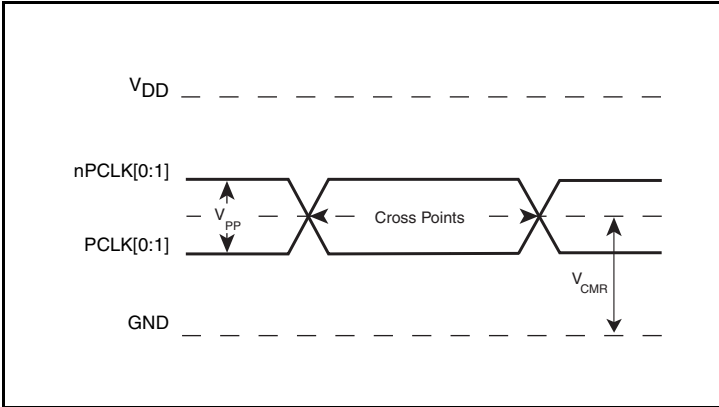 VDD
nPCLK[0:1]
VPP
Cross Points
PCLK[0:1]
VCMR
GND